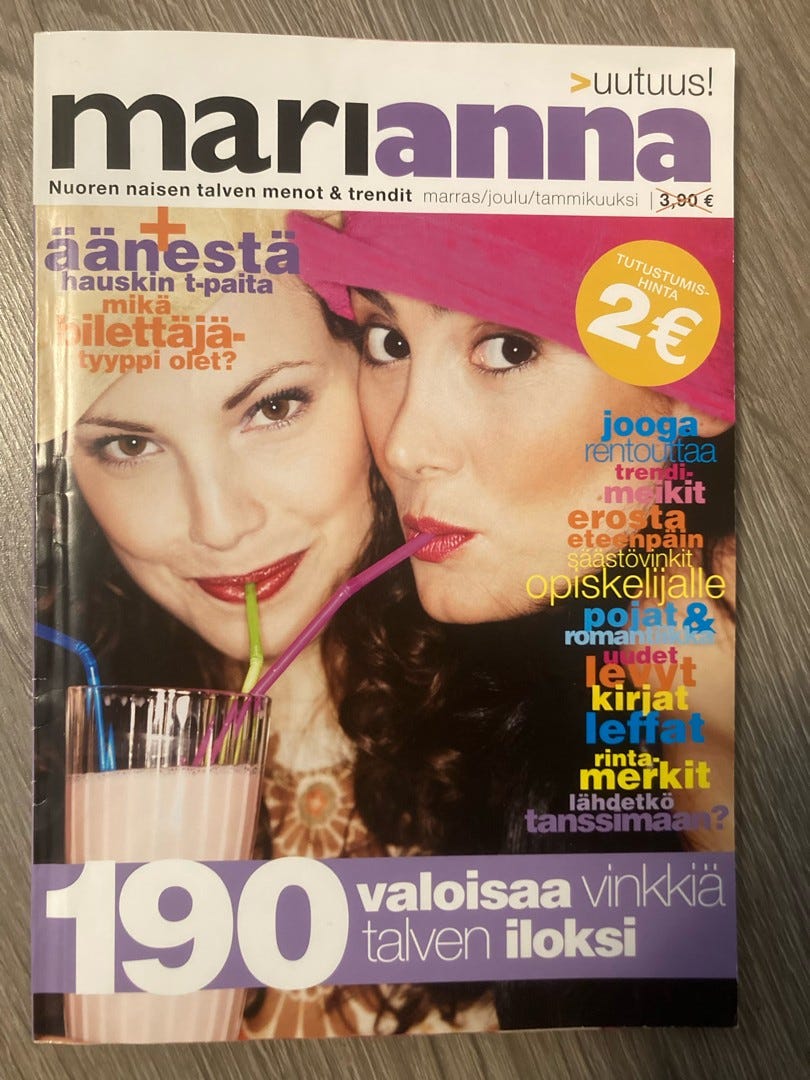 >uutuus!
marianna
Nuoren naisen talven menot & trendit marras/joulu/tammikuuksi | 3,90 €
+
äänestä
hauskin t-paita
mikä
bilettäjä-
tyyppi olet?
TUTUSTUMIS-
HINTA
2€
jooga
rentouttaa
trendi-
meikit
erosta
eteenpäin
säästövinkit
opiskelijalle
pojat &
romantiikka
uudet
levyt
kirjat
leffat
rinta-
merkit
lähdetkö
tanssimaan?
190 valoisaa vinkkiä
talven iloksi